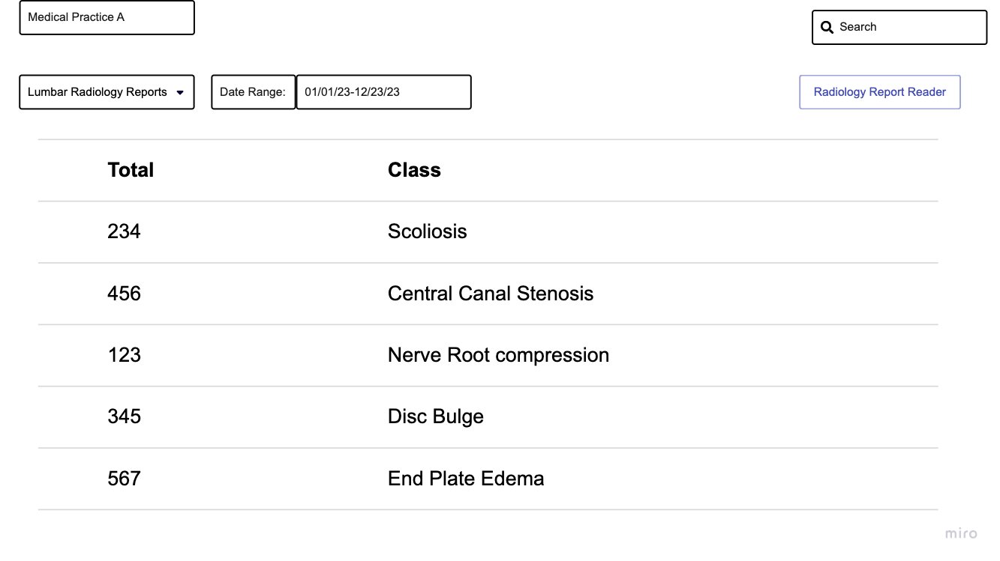 Medical Practice A
Search
Lumbar Radiology Reports
Date Range:
01/01/23-12/23/23
Radiology Report Reader
Total Class
234 Scoliosis
456 Central Canal Stenosis
123 Nerve Root compression
345 Disc Bulge
567 End Plate Edema
miro